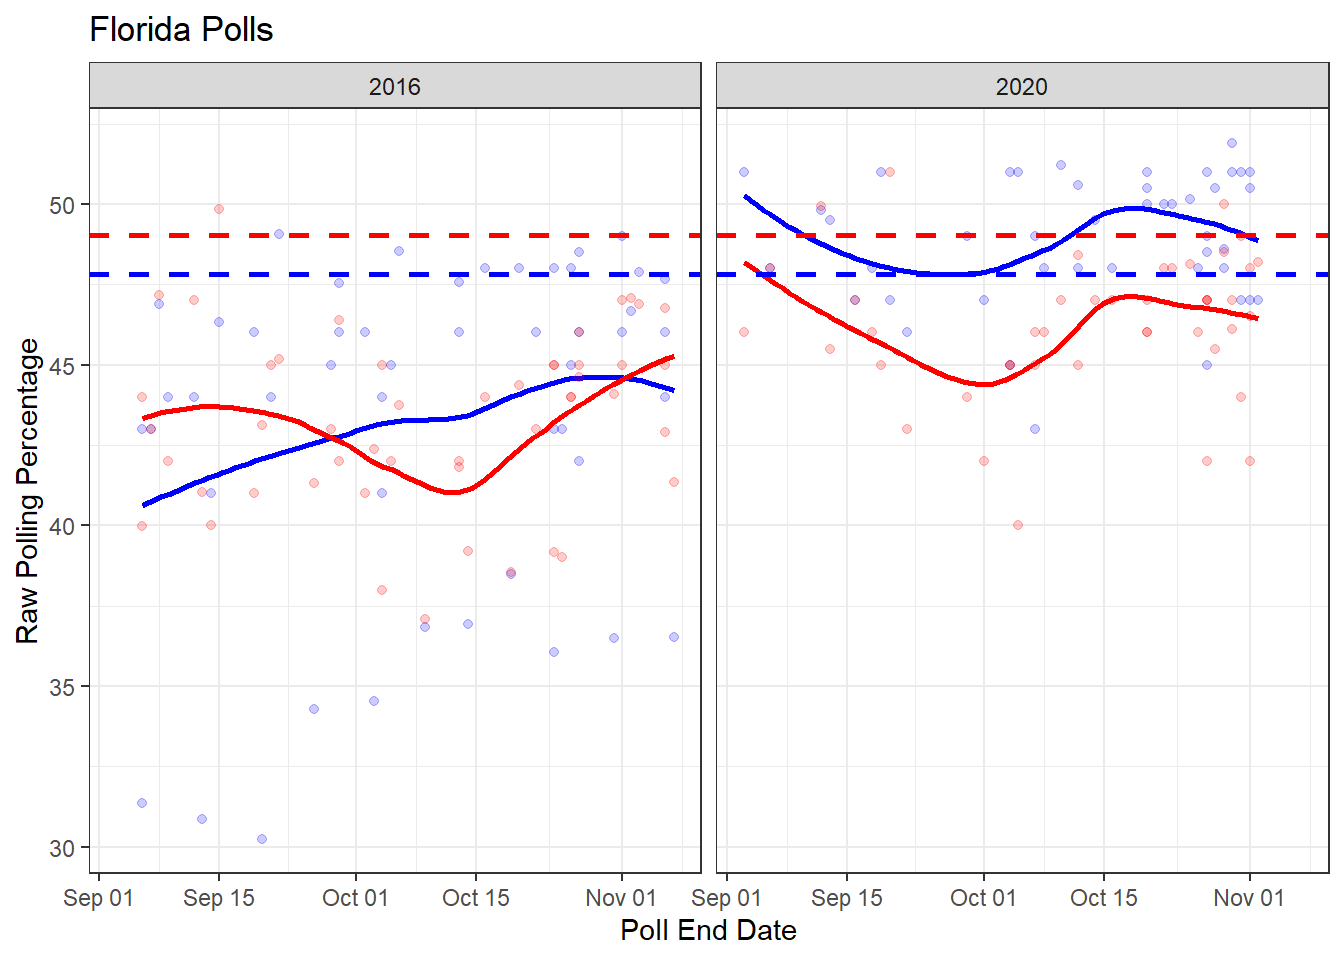 Florida Polls
2016
2020
Raw Polling Percentage
50
45
40
35
30
Sep 01
Sep 15
Oct 01
Oct 15
Nov 01
Sep 01
Sep 15
Oct 01
Oct 15
Nov 01
Poll End Date